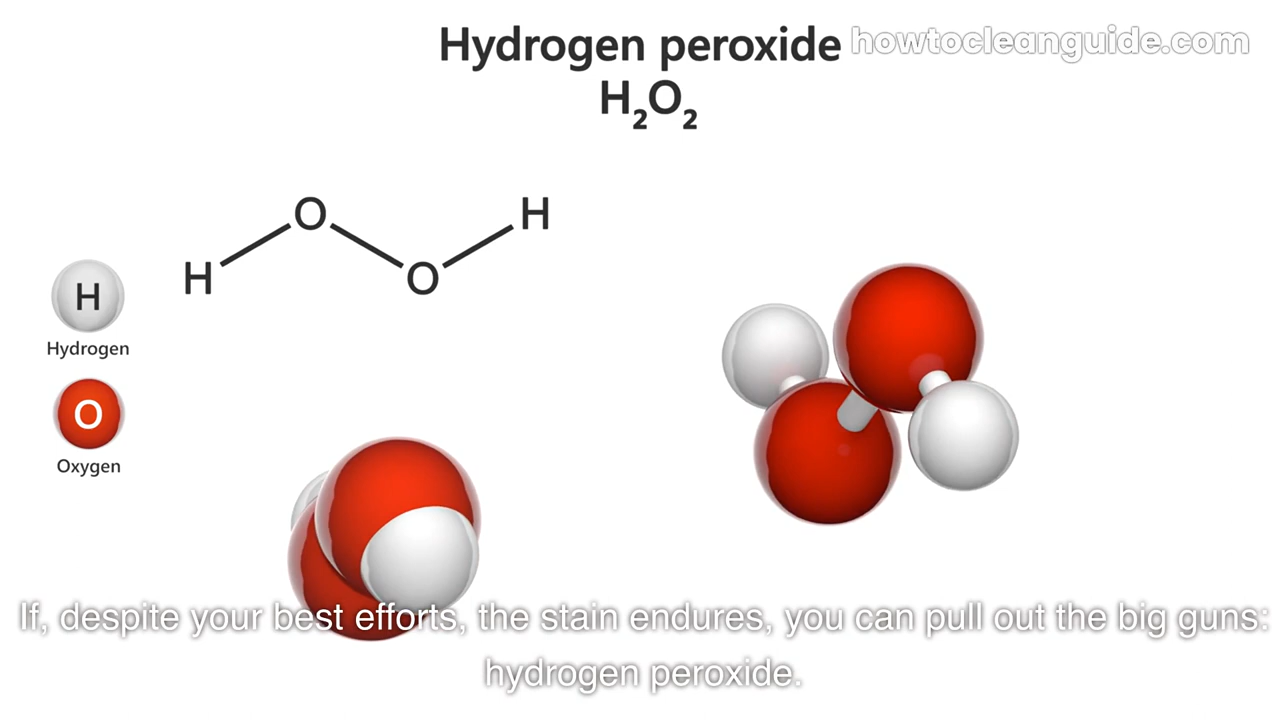 Hydrogen peroxide
howtocleanguide.com
H₂O₂
O
H
H
O
H
Hydrogen
O
Oxygen
If, despite your best efforts, the stain endures, you can pull out the big guns:
hydrogen peroxide.